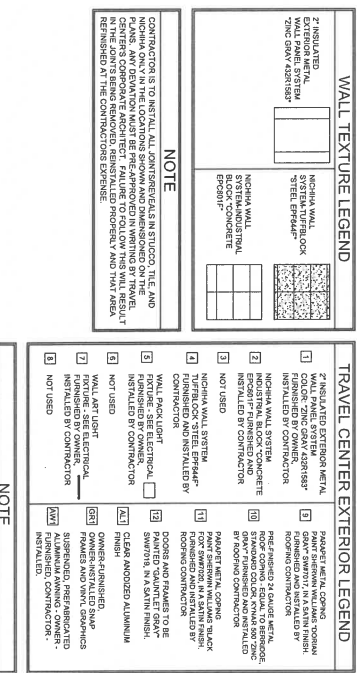 WALL TEXTURE LEGEND
2" INSULATED
EXTERIOR METAL
WALL PANEL SYSTEM
"ZINC GRAY 432R1583"
NICHIHA WALL
SYSTEM-TUFFBLOCK
"STEEL EPF644F"
NICHIHA WALL
SYSTEM-INDUSTRIAL
BLOCK "CONCRETE
EPC801F"
NOTE
CONTRACTOR IS TO INSTALL ALL JOINTS/REVEALS IN STUCCO, TILE, AND
NICHIHA ONLY IN THE LOCATIONS SHOWN AND DIMENSIONED ON THE
PLANS. ANY DEVIATION MUST BE PRE-APPROVED IN WRITING BY TRAVEL
CENTER'S CORPORATE ARCHITECT. FAILURE TO FOLLOW THIS WILL RESULT
IN THE JOINTS BEING REMOVED, REINSTALLED PROPERLY AND THAT AREA
REFINISHED AT THE CONTRACTORS EXPENSE.
TRAVEL CENTER EXTERIOR LEGEND
1
2" INSULATED EXTERIOR METAL
WALL PANEL SYSTEM
COLOR: "ZINC GRAY 432R1583"
FURNISHED BY OWNER,
INSTALLED BY CONTRACTOR
2
NICHIHA WALL SYSTEM
INDUSTRIAL BLOCK "CONCRETE
EPC801F" FURNISHED AND
INSTALLED BY CONTRACTOR
3
NOT USED
4
NICHIHA WALL SYSTEM
TUFFBLOCK "STEEL EPF644F"
FURNISHED AND INSTALLED BY
CONTRACTOR
5
WALL PACK LIGHT
FIXTURE - SEE ELECTRICAL
FURNISHED BY OWNER,
INSTALLED BY CONTRACTOR
6
NOT USED
7
WALL ART LIGHT
FIXTURE - SEE ELECTRICAL
FURNISHED BY OWNER,
INSTALLED BY CONTRACTOR
8
NOT USED
9
PARAPET METAL COPING
PAINT SHERWIN WILLIAMS "DORIAN
GRAY" SW7017, IN A SATIN FINISH.
FURNISHED AND INSTALLED BY
ROOFING CONTRACTOR
10
PRE-FINISHED 24 GAUGE METAL
ROOF COPING - EQUAL TO BERRIDGE,
STANDARD COLOR, KYNAR 500 "ZINC-
GRAY" FURNISHED AND INSTALLED
BY ROOFING CONTRACTOR
11
PARAPET METAL COPING
PAINT SHERWIN WILLIAMS "BLACK
FOX" SW7020, IN A SATIN FINISH.
FURNISHED AND INSTALLED BY
ROOFING CONTRACTOR
12
DOORS AND FRAMES TO BE
PAINTED "GAUNTLET GRAY"
SW7019, IN A SATIN FINISH.
AL1
CLEAR ANODIZED ALUMINUM
FINISH
GR1
OWNER-FURNISHED,
OWNER-INSTALLED SNAP
FRAMES AND VINYL GRAPHICS
AW1
SUSPENDED, PREFABRICATED
ALUMINUM AWNING - OWNER-
FURNISHED, CONTRACTOR -
INSTALLED.
NOTE